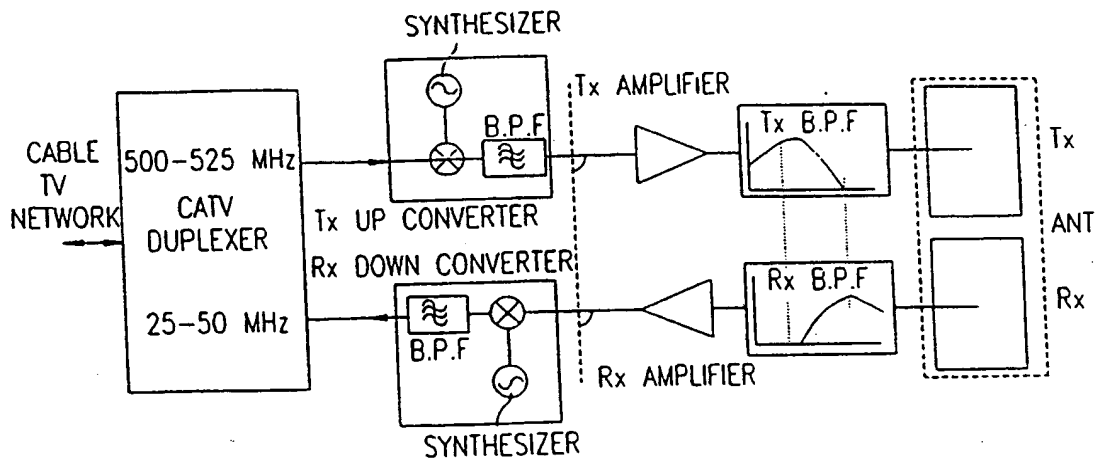 SYNTHESIZER
Tx AMPLIFIER
B.P.F
Tx B.P.F
Tx
CABLE
TV
NETWORK
500-525 MHz
CATV
DUPLEXER
Tx UP CONVERTER
ANT
Rx DOWN CONVERTER
Rx B.P.F
Rx
25-50 MHz
B.P.F
Rx AMPLIFIER
SYNTHESIZER